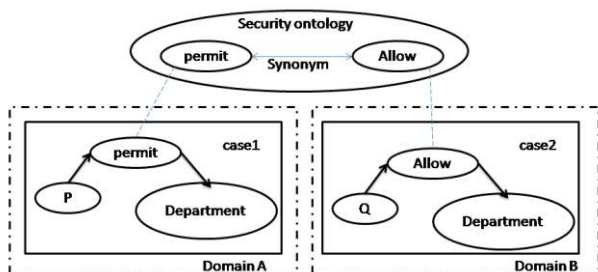 Security ontology
permit
Synonym
Allow
permit
case1
P
Department
Domain A
Allow
case2
Q
Department
Domain B